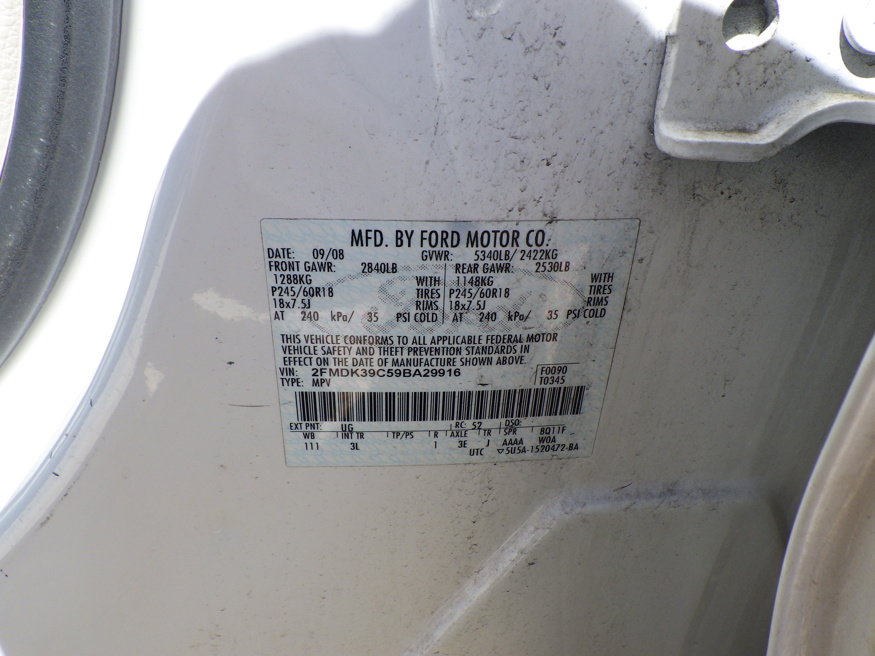 MFD. BY FORD MOTOR CO.
DATE: 09/08 GVWR: 5340LB/ 2422KG
FRONT GAWR: 2840LB REAR GAWR: 2530LB
1288KG WITH 1148KG WITH
P245/60R18 TIRES P245/60R18 TIRES
18x7.5J RIMS 18x7.5J RIMS
AT 240 kPa/ 35 PSI COLD AT 240 kPa/ 35 PSI COLD
THIS VEHICLE CONFORMS TO ALL APPLICABLE FEDERAL MOTOR
VEHICLE SAFETY AND THEFT PREVENTION STANDARDS IN
EFFECT ON THE DATE OF MANUFACTURE SHOWN ABOVE.
VIN: 2FMDK39C59BA29916 F0090
TYPE: MPV T0345
EXT PNT: UG RC: 52 DSO:
WB INT TR TP/PS R AXLE TR SPR 8Q11F
111 3L 1 3E J AAAA W0A
UTC ▽5U5A-1520472-BA